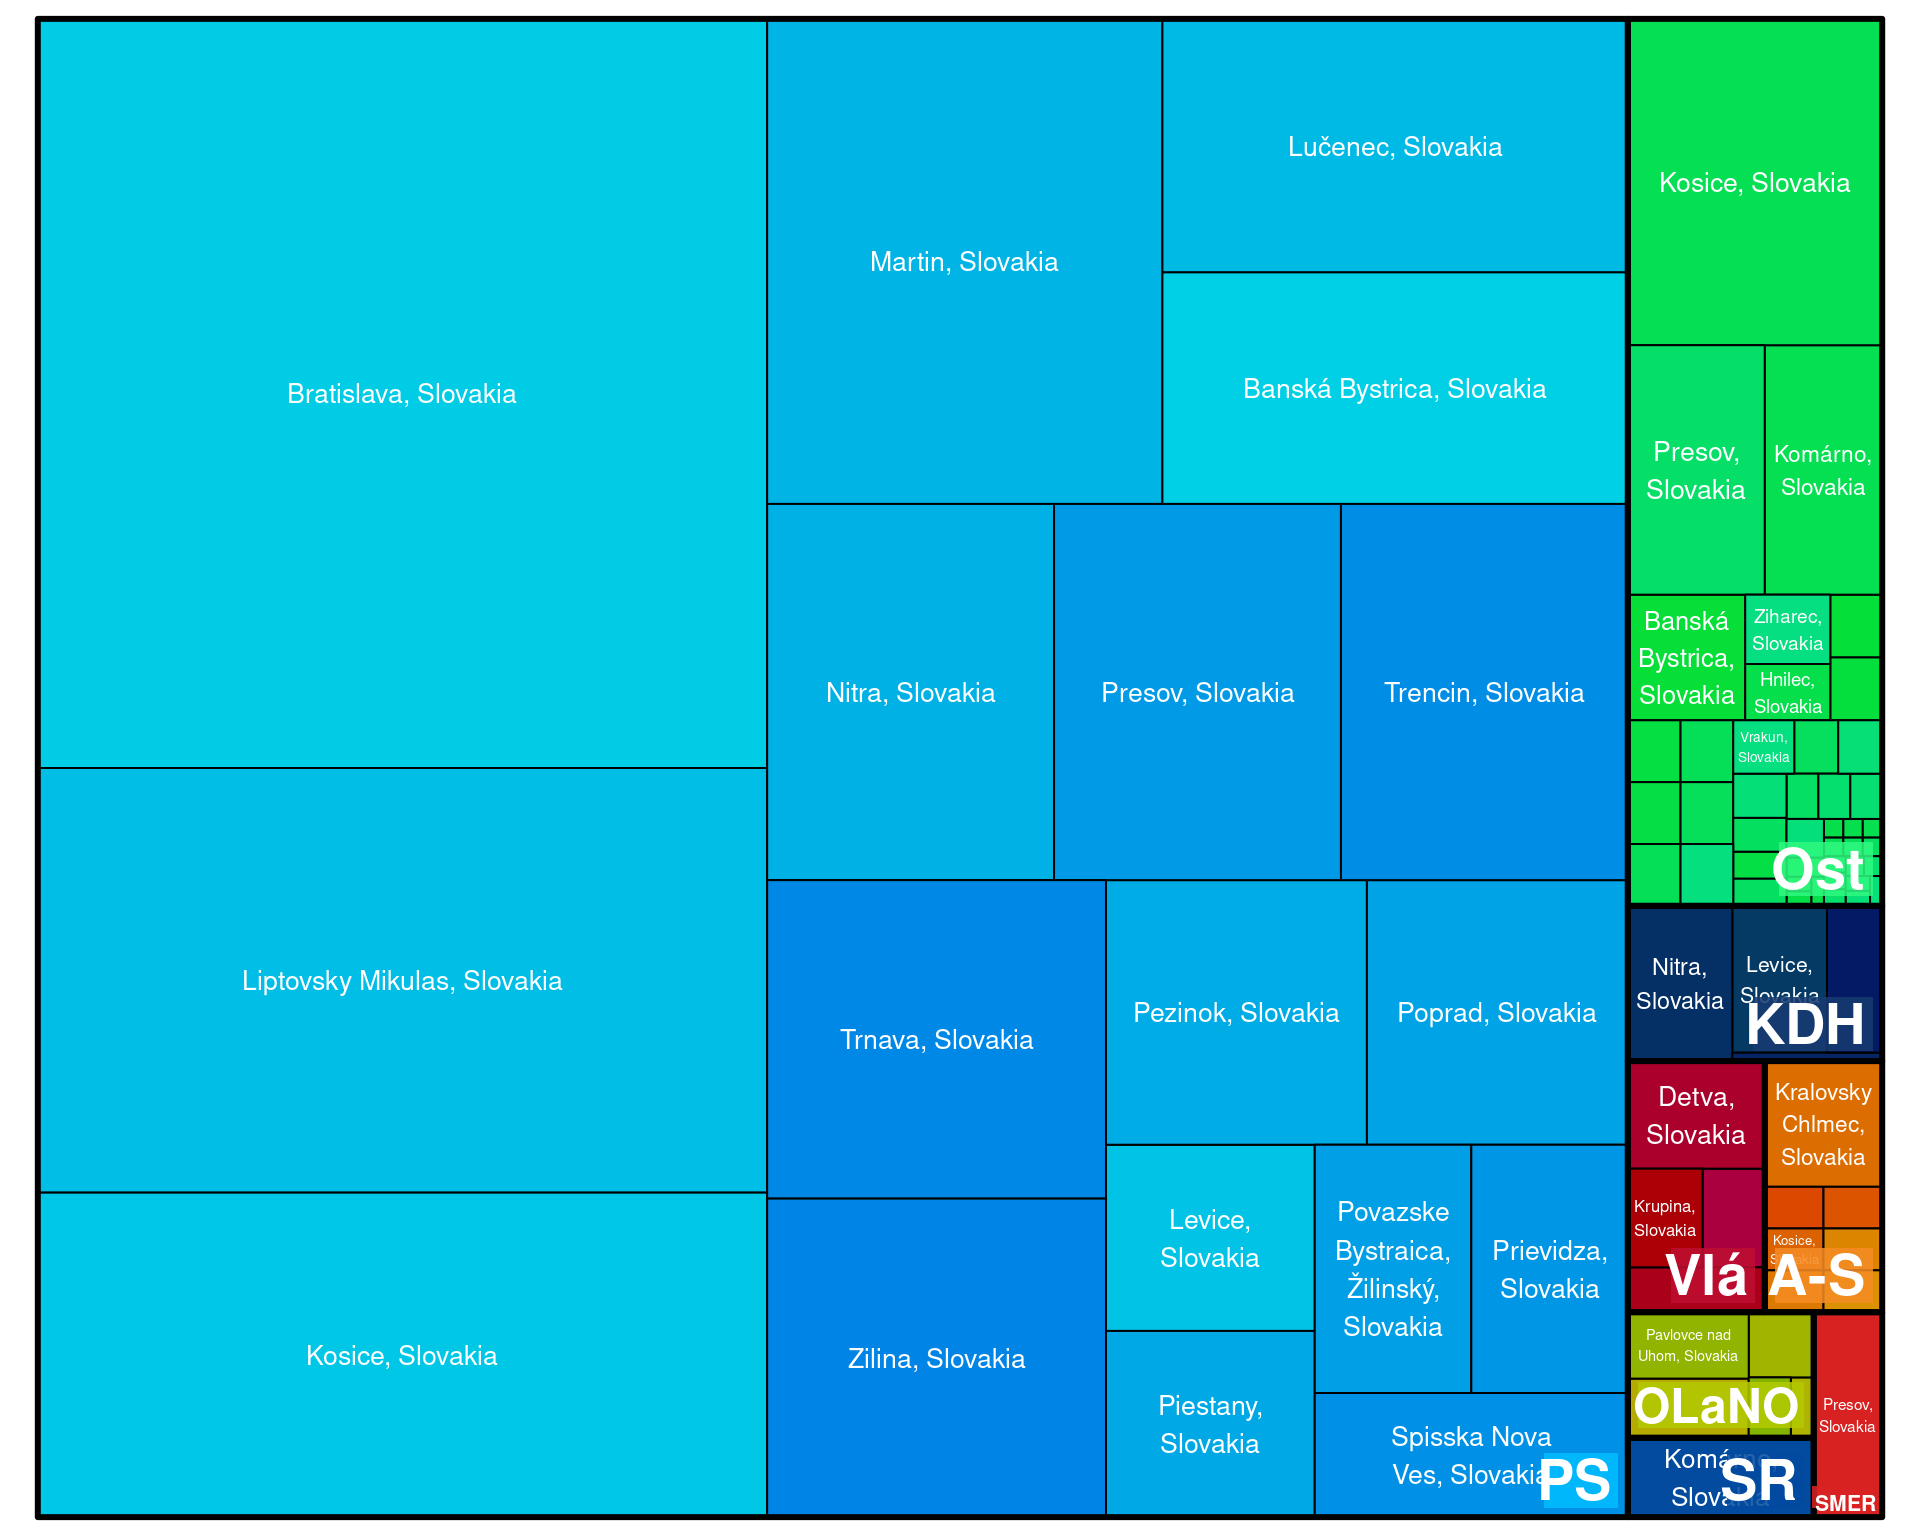 Bratislava, Slovakia
Liptovsky Mikulas, Slovakia
Kosice, Slovakia
Martin, Slovakia
Lučenec, Slovakia
Banská Bystrica, Slovakia
Nitra, Slovakia
Presov, Slovakia
Trencin, Slovakia
Trnava, Slovakia
Zilina, Slovakia
Pezinok, Slovakia
Poprad, Slovakia
Levice,
Slovakia
Piestany,
Slovakia
Povazske
Bystraica,
Žilinský,
Slovakia
Prievidza,
Slovakia
Spisska Nova
Ves, Slovakia
PS
Kosice, Slovakia
Presov,
Slovakia
Komárno,
Slovakia
Banská
Bystrica,
Slovakia
Ziharec,
Slovakia
Hnilec,
Slovakia
Vrakun,
Slovakia
Ost
Nitra,
Slovakia
Levice,
Slovakia
KDH
Detva,
Slovakia
Krupina,
Slovakia
Vlá
Kralovsky
Chlmec,
Slovakia
Kosice,
Slovakia
A-S
Pavlovce nad
Uhom, Slovakia
OLaNO
Komárno,
Slovakia
SR
Presov,
Slovakia
SMER